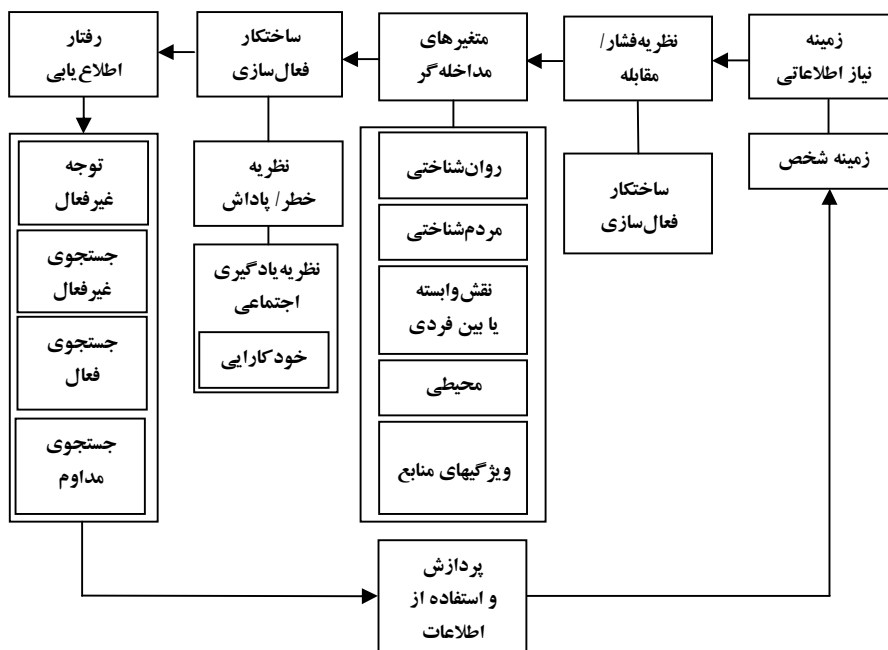 زمینه
نیاز اطلاعاتی
نظریه فشار/
مقابله
متغیرهای
مداخله‌گر
ساختکار
فعال‌سازی
رفتار
اطلاع‌یابی
زمینه شخص
ساختکار
فعال‌سازی
روان‌شناختی
مردم‌شناختی
نقش وابسته
یا بین فردی
محیطی
ویژگیهای منابع
نظریه
خطر/ پاداش
نظریه یادگیری
اجتماعی
خودکارایی
توجه
غیرفعال
جستجوی
غیرفعال
جستجوی
فعال
جستجوی
مداوم
پردازش
و استفاده از
اطلاعات